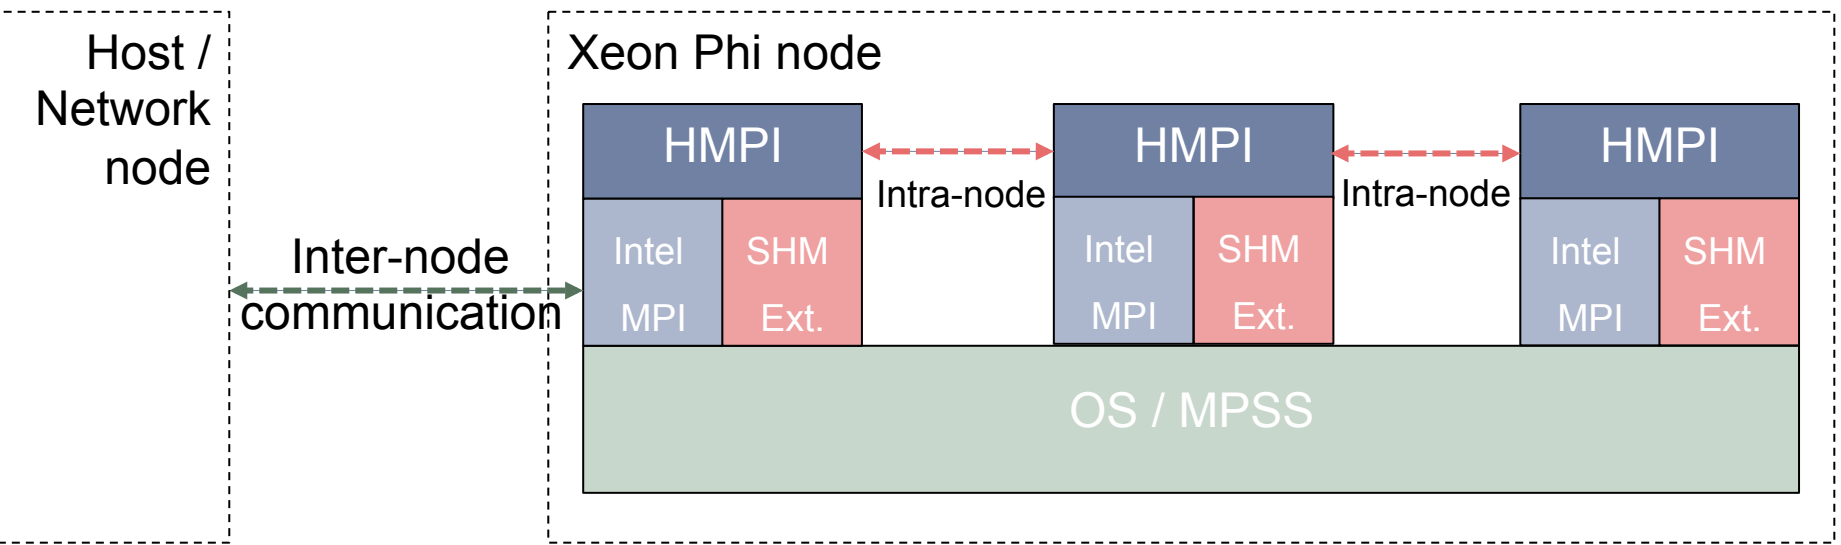 Host /
Network
node
Inter-node
communication
Xeon Phi node
HMPI
Intel
MPI
SHM
Ext.
Intra-node
HMPI
Intel
MPI
SHM
Ext.
Intra-node
HMPI
Intel
MPI
SHM
Ext.
OS / MPSS